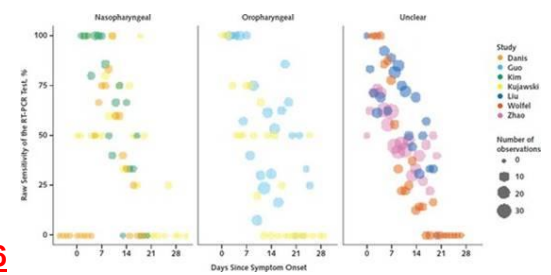 Nasopharyngeal Oropharyngeal Unclear
Raw Sensitivity of the RT-PCR Test, %
100
75
50
25
0
0 7 14 21 28 0 7 14 21 28 0 7 14 21 28
Days Since Symptom Onset
Study
Danis
Guo
Kim
Kujawski
Liu
Wolfel
Zhao
Number of
observations
0
10
20
30
6